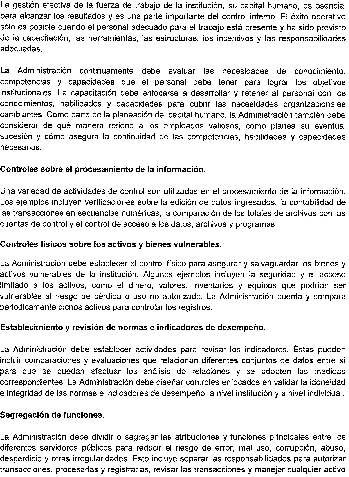 La gestión efectiva de la fuerza de trabajo de la institución, su capital humano, es esencial
para alcanzar los resultados y es una parte importante del control interno. El éxito operativo
sólo es posible cuando el personal adecuado para el trabajo está presente y ha sido provisto
de la capacitación, las herramientas, las estructuras, los incentivos y las responsabilidades
adecuadas.
La Administración continuamente debe evaluar las necesidades de conocimiento,
competencias y capacidades que el personal debe tener para lograr los objetivos
institucionales. La capacitación debe enfocarse a desarrollar y retener al personal con los
conocimientos, habilidades y capacidades para cubrir las necesidades organizacionales
cambiantes. Como parte de la planeación del capital humano, la Administración también debe
considerar de qué manera retiene a los empleados valiosos, cómo planea su eventual
sucesión y cómo asegura la continuidad de las competencias, habilidades y capacidades
necesarias.
Controles sobre el procesamiento de la información.
Una variedad de actividades de control son utilizadas en el procesamiento de la información.
Los ejemplos incluyen verificaciones sobre la edición de datos ingresados, la contabilidad de
las transacciones en secuencias numéricas, la comparación de los totales de archivos con las
cuentas de control y el control de acceso a los datos, archivos y programas.
Controles físicos sobre los activos y bienes vulnerables.
La Administración debe establecer el control físico para asegurar y salvaguardar los bienes y
activos vulnerables de la institución. Algunos ejemplos incluyen la seguridad y el acceso
limitado a los activos, como el dinero, valores, inventarios y equipos que podrían ser
vulnerables al riesgo de pérdida o uso no autorizado. La Administración cuenta y compara
periódicamente dichos activos para controlar los registros.
Establecimiento y revisión de normas e indicadores de desempeño.
La Administración debe establecer actividades para revisar los indicadores. Éstas pueden
incluir comparaciones y evaluaciones que relacionan diferentes conjuntos de datos entre sí
para que se puedan efectuar los análisis de relaciones y se adopten las medidas
correspondientes. La Administración debe diseñar controles enfocados en validar la idoneidad
e integridad de las normas e indicadores de desempeño, a nivel institución y a nivel individual.
Segregación de funciones.
La Administración debe dividir o segregar las atribuciones y funciones principales entre los
diferentes servidores públicos para reducir el riesgo de error, mal uso, corrupción, abuso,
desperdicio y otras irregularidades. Esto incluye separar las responsabilidades para autorizar
transacciones, procesarlas y registrarlas, revisar las transacciones y manejar cualquier activo